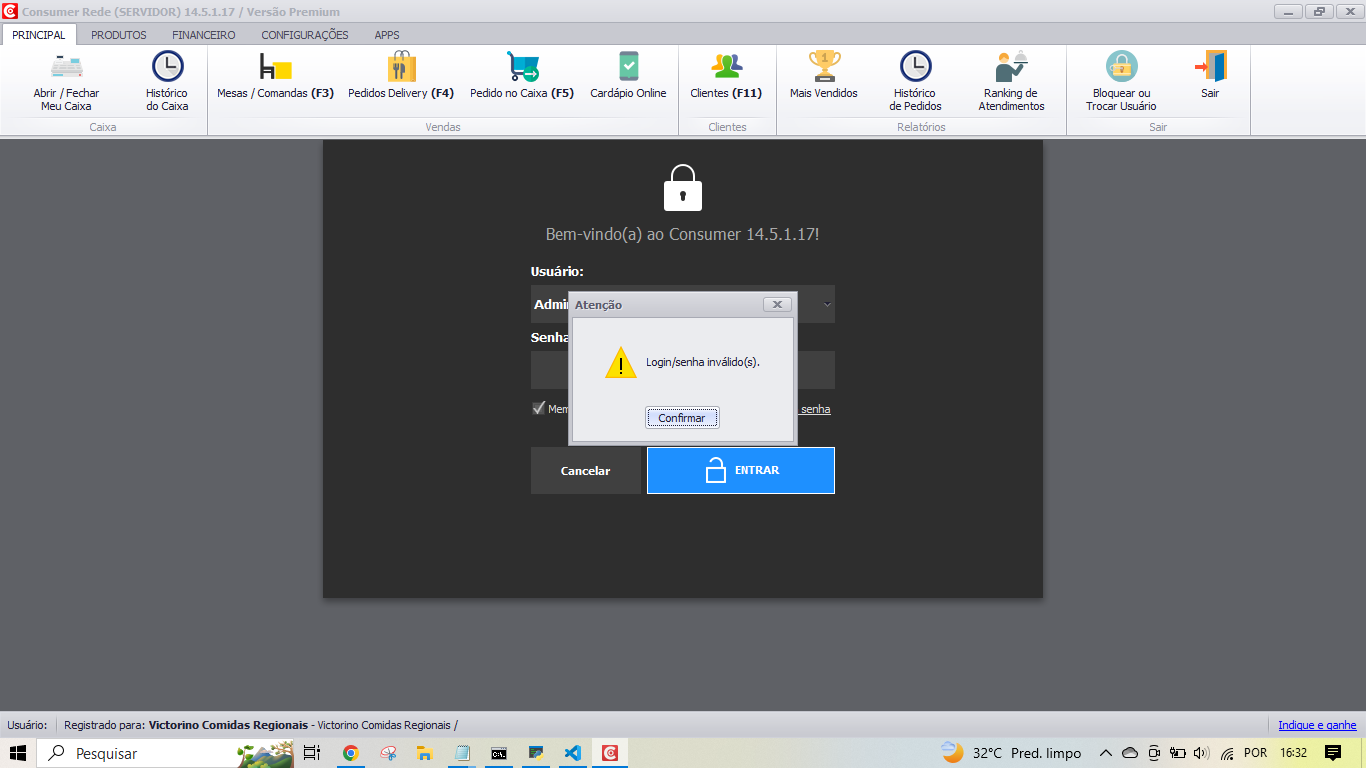 Consumer Rede (SERVIDOR) 14.5.1.17 / Versão Premium
PRINCIPAL PRODUTOS FINANCEIRO CONFIGURAÇÕES APPS
Abrir / Fechar
Meu Caixa
Histórico
do Caixa
Caixa
Mesas / Comandas (F3)
Pedidos Delivery (F4)
Pedido no Caixa (F5)
Cardápio Online
Vendas
Clientes (F11)
Clientes
Mais Vendidos
Histórico
de Pedidos
Ranking de
Atendimentos
Relatórios
Bloquear ou
Trocar Usuário
Sair
Sair
Bem-vindo(a) ao Consumer 14.5.1.17!
Usuário:
Atenção
Login/senha inválido(s).
Confirmar
senha
Cancelar
ENTRAR
Usuário:
Registrado para: Victorino Comidas Regionais - Victorino Comidas Regionais /
Indique e ganhe
Pesquisar
32°C Pred. limpo
POR
16:32